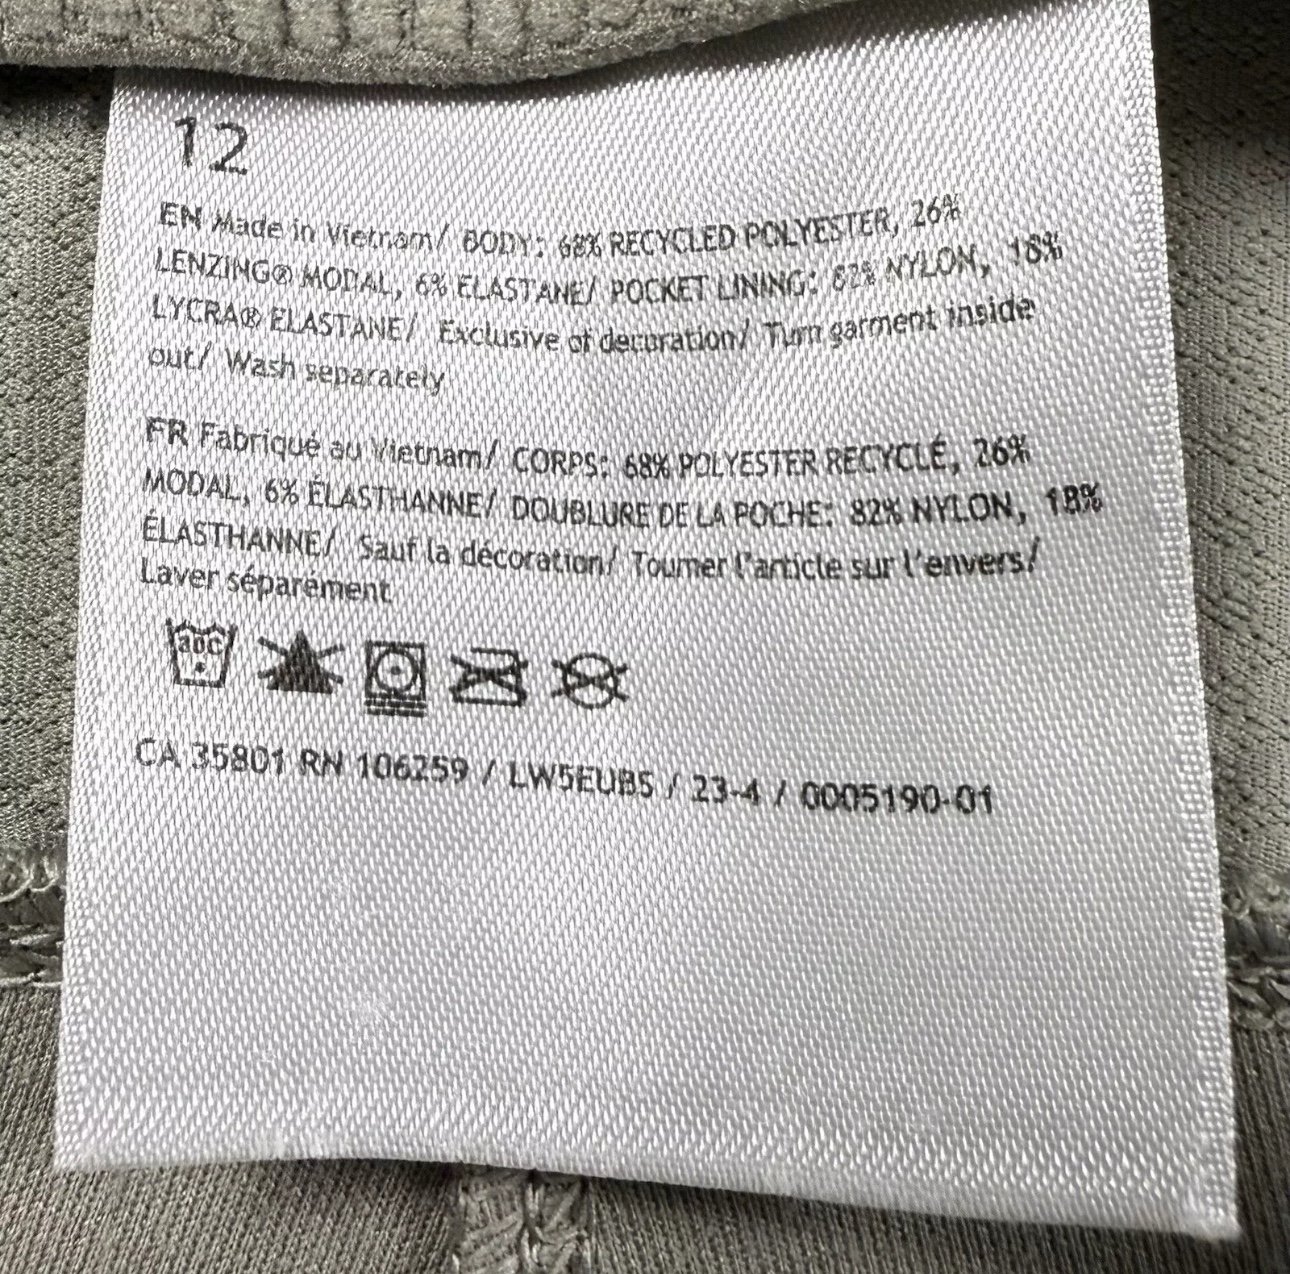 12
EN Made in Vietnam/ BODY: 68% RECYCLED POLYESTER, 26%
LENZING® MODAL, 6% ELASTANE/ POCKET LINING: 82% NYLON, 18%
LYCRA® ELASTANE/ Exclusive of decoration/ Turn garment inside
out/ Wash separately
FR Fabriqué au Vietnam/ CORPS: 68% POLYESTER RECYCLÉ, 26%
MODAL, 6% ÉLASTHANNE/ DOUBLURE DE LA POCHE: 82% NYLON, 18%
ÉLASTHANNE/ Sauf la décoration/ Tourner l'article sur l'envers/
Laver séparément
abc
CA 35801 RN 106259 / LW5EUBS / 23-4 / 0005190-01